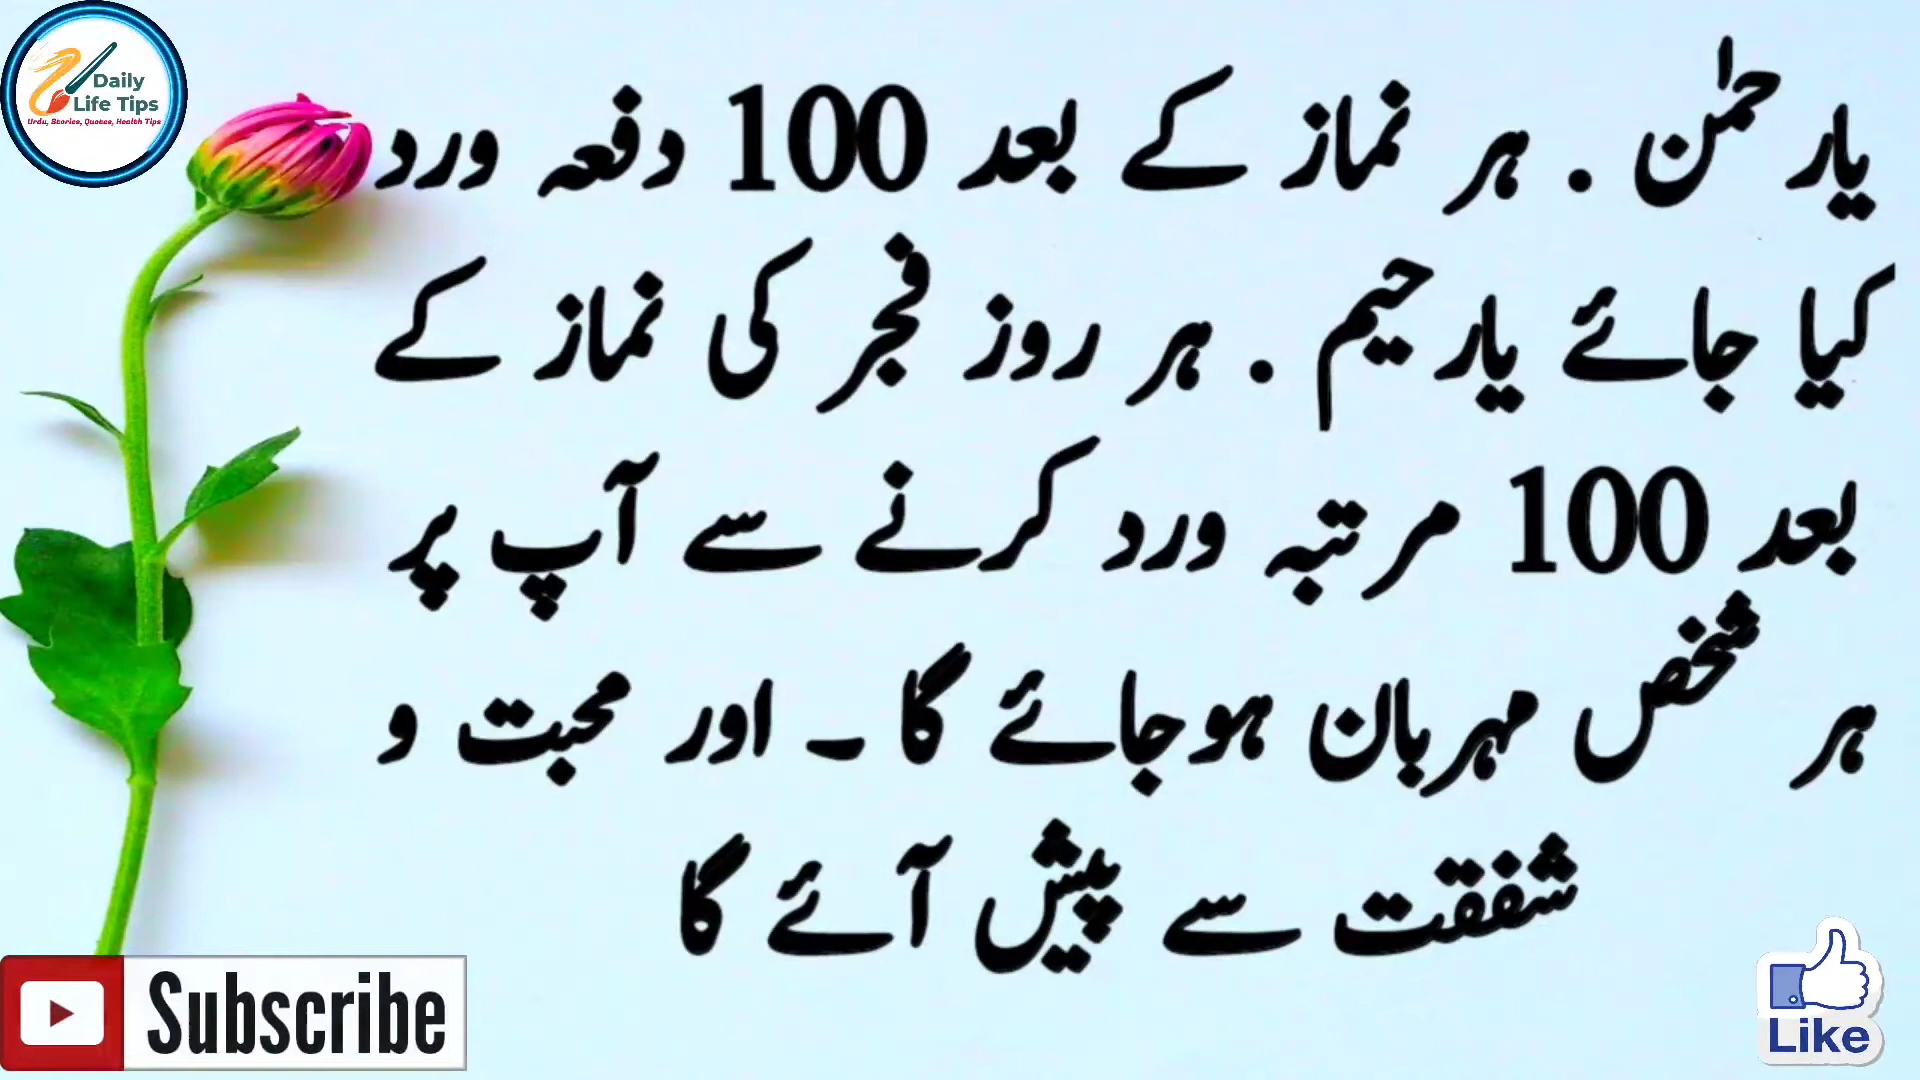 Daily
Life Tips
Urdu, Stories, Quotes, Health Tips
یارحمٰن . ہر نماز کے بعد 100 دفعہ ورد
کیا جائے یارحیم . ہر روز فجر کی نماز کے
بعد 100 مرتبہ ورد کرنے سے آپ پر
ہر شخص مہربان ہوجائے گا ۔ اور محبت و
شفقت سے پیش آئے گا
Subscribe
Like